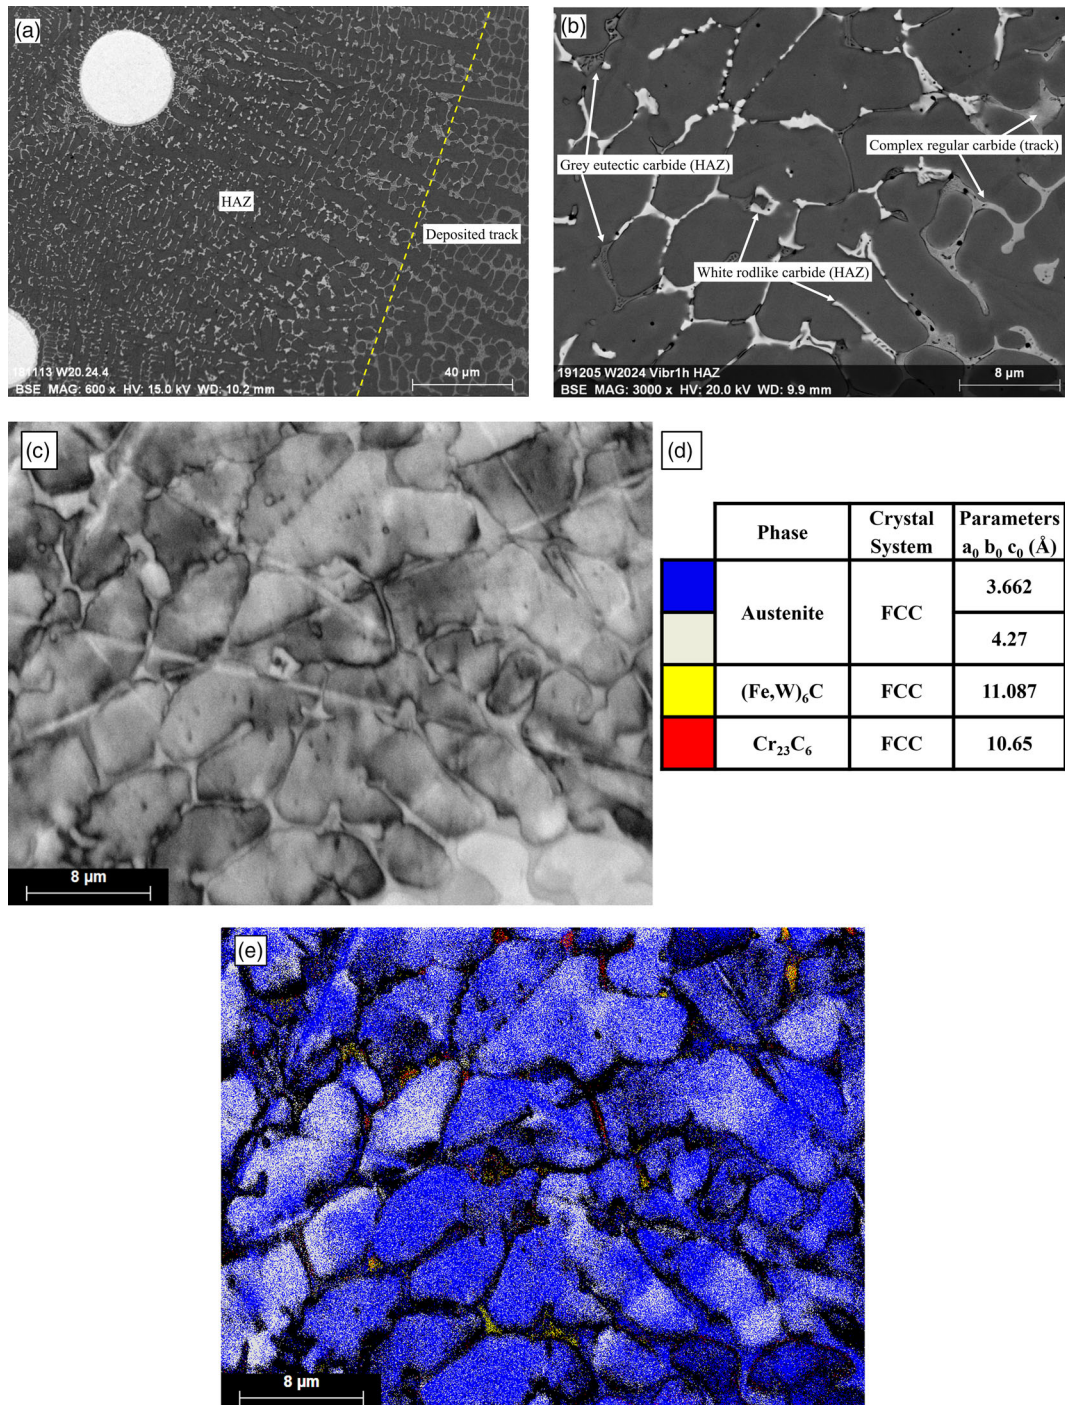 (a)
HAZ
Deposited track
181113 W20.24.4
BSE MAG: 600 x HV: 15.0 kV WD: 10.2 mm
40 µm
(b)
Grey eutectic carbide (HAZ)
Complex regular carbide (track)
White rodlike carbide (HAZ)
191205 W2024 Vibr1h HAZ
BSE MAG: 3000 x HV: 20.0 kV WD: 9.9 mm
8 µm
(c)
8 µm
(d)
Phase Crystal System Parameters a₀ b₀ c₀ (Å)
Austenite FCC 3.662
4.27
(Fe,W)₆C FCC 11.087
Cr₂₃C₆ FCC 10.65
(e)
8 µm